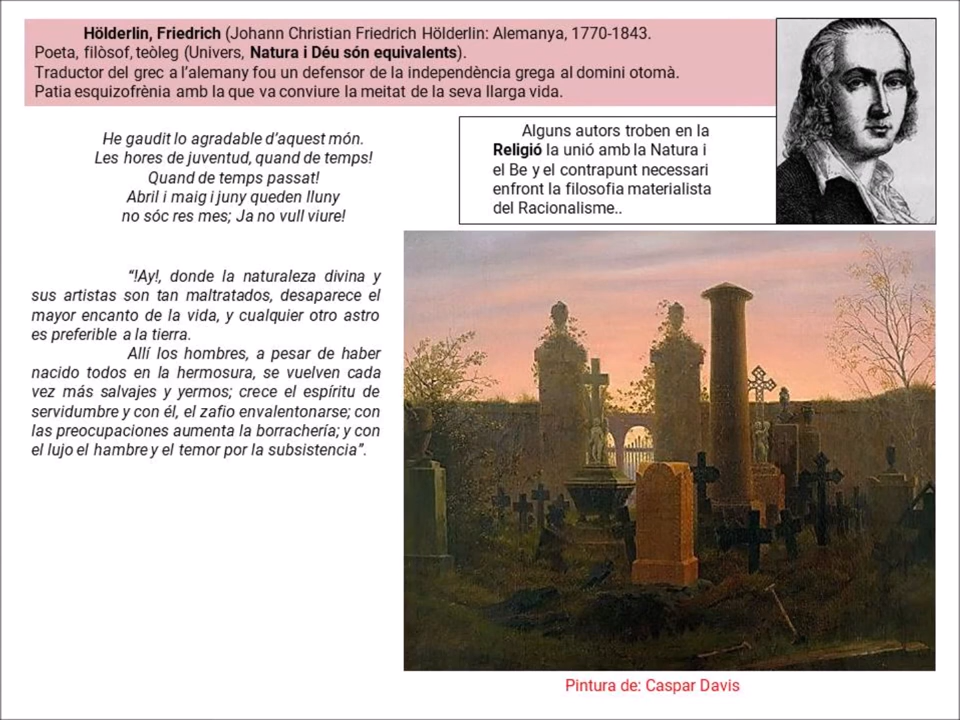 Hölderlin, Friedrich (Johann Christian Friedrich Hölderlin: Alemanya, 1770-1843.
Poeta, filòsof, teòleg (Univers, Natura i Déu són equivalents).
Traductor del grec a l’alemany fou un defensor de la independència grega al domini otomà.
Patia esquizofrènia amb la que va conviure la meitat de la seva llarga vida.
He gaudit lo agradable d’aquest món.
Les hores de juventud, quand de temps!
Quand de temps passat!
Abril i maig i juny queden lluny
no sóc res mes; Ja no vull viure!
Alguns autors troben en la
Religió la unió amb la Natura i
el Be y el contrapunt necessari
enfront la filosofia materialista
del Racionalisme..
“!Ay!, donde la naturaleza divina y
sus artistas son tan maltratados, desaparece el
mayor encanto de la vida, y cualquier otro astro
es preferible a la tierra.
Allí los hombres, a pesar de haber
nacido todos en la hermosura, se vuelven cada
vez más salvajes y yermos; crece el espíritu de
servidumbre y con él, el zafio envalentonarse; con
las preocupaciones aumenta la borrachería; y con
el lujo el hambre y el temor por la subsistencia”.
Pintura de: Caspar Davis